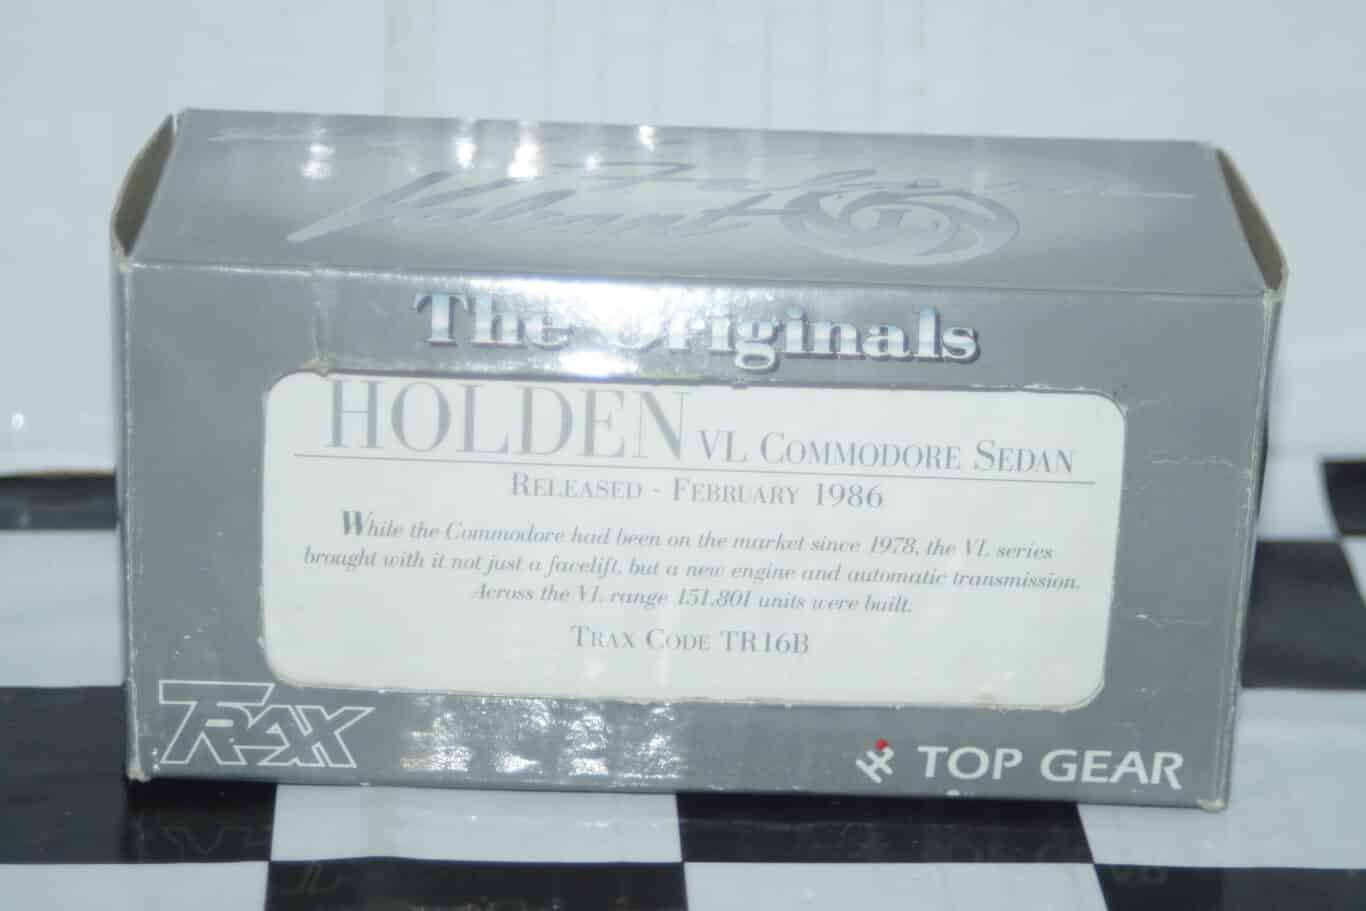 Falcon
Valiant
The Originals
HOLDEN VL COMMODORE SEDAN
RELEASED - FEBRUARY 1986
While the Commodore had been on the market since 1978, the VL series
brought with it not just a facelift, but a new engine and automatic transmission.
Across the VL range 151,801 units were built.
TRAX CODE TR16B
TRAX
TOP GEAR